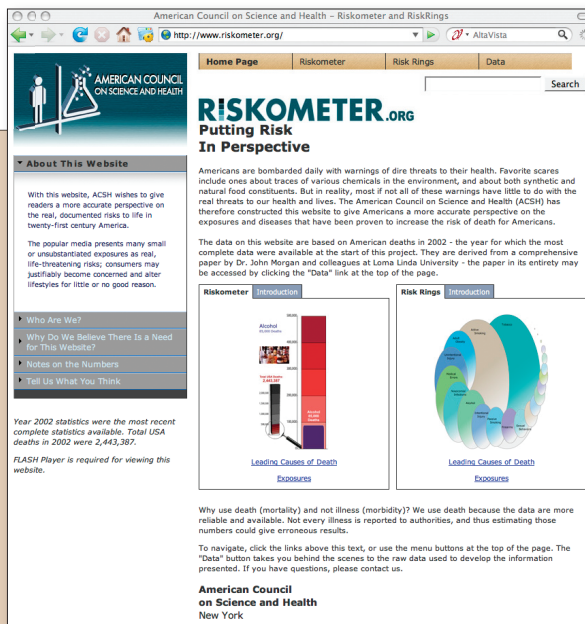 American Council on Science and Health – Riskometer and RiskRings
http://www.riskometer.org/
AltaVista
AMERICAN COUNCIL
ON SCIENCE AND HEALTH
Home Page Riskometer Risk Rings Data
Search
RISKOMETER.ORG
Putting Risk
In Perspective
About This Website
With this website, ACSH wishes to give
readers a more accurate perspective on
the real, documented risks to life in
twenty-first century America.
The popular media presents many small
or unsubstantiated exposures as real,
life-threatening risks; consumers may
justifiably become concerned and alter
lifestyles for little or no good reason.
Who Are We?
Why Do We Believe There Is a Need
for This Website?
Notes on the Numbers
Tell Us What You Think
Year 2002 statistics were the most recent
complete statistics available. Total USA
deaths in 2002 were 2,443,387.
FLASH Player is required for viewing this
website.
Americans are bombarded daily with warnings of dire threats to their health. Favorite scares
include ones about traces of various chemicals in the environment, and about both synthetic and
natural food constituents. But in reality, most if not all of these warnings have little to do with the
real threats to our health and lives. The American Council on Science and Health (ACSH) has
therefore constructed this website to give Americans a more accurate perspective on the
exposures and diseases that have been proven to increase the risk of death for Americans.
The data on this website are based on American deaths in 2002 - the year for which the most
complete data were available at the start of this project. They are derived from a comprehensive
paper by Dr. John Morgan and colleagues at Loma Linda University - the paper in its entirety may
be accessed by clicking the "Data" link at the top of the page.
Riskometer Introduction
Alcohol
Total USA Deaths
2,443,387
Alcohol
Leading Causes of Death
Exposures
Risk Rings Introduction
Leading Causes of Death
Exposures
Why use death (mortality) and not illness (morbidity)? We use death because the data are more
reliable and available. Not every illness is reported to authorities, and thus estimating those
numbers could give erroneous results.
To navigate, click the links above this text, or use the menu buttons at the top of the page. The
"Data" button takes you behind the scenes to the raw data used to develop the information
presented. If you have questions, please contact us.
American Council
on Science and Health
New York